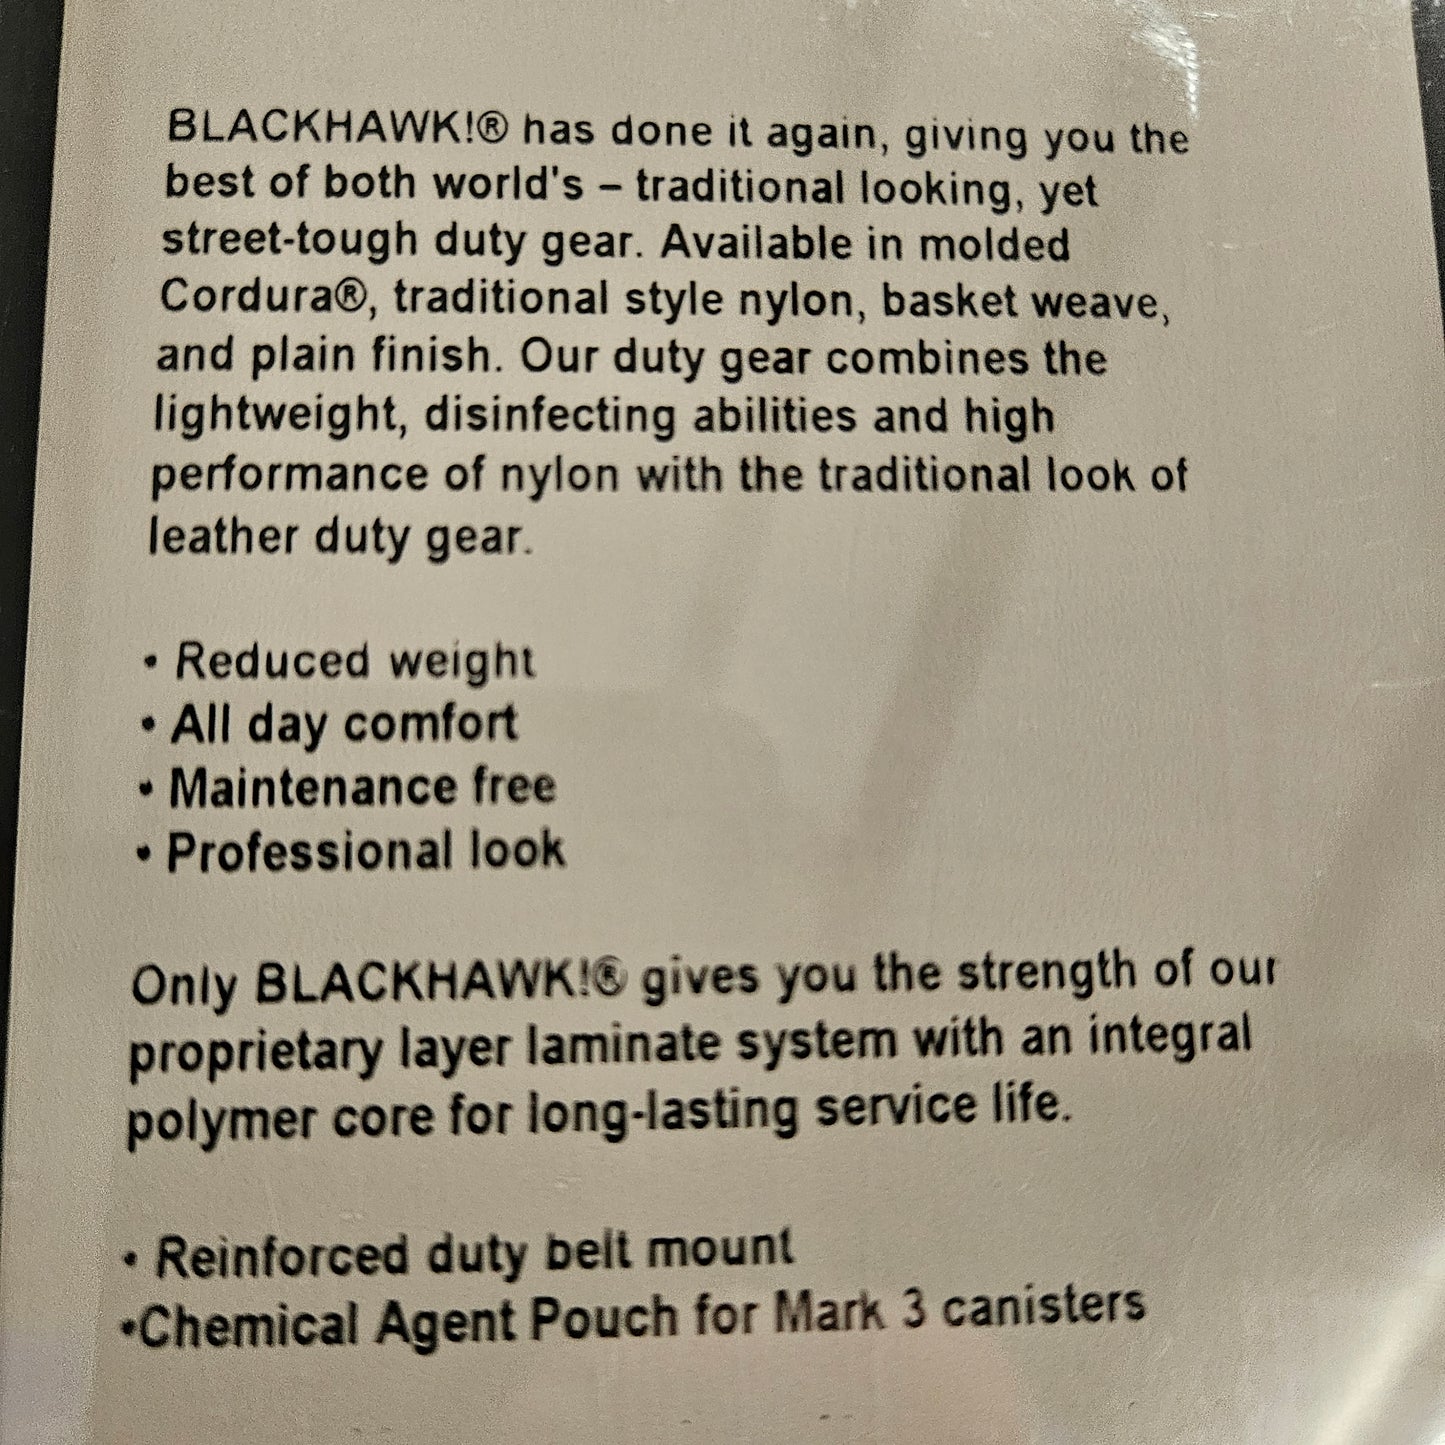 BLACKHAWK!® has done it again, giving you the
best of both world's – traditional looking, yet
street-tough duty gear. Available in molded
Cordura®, traditional style nylon, basket weave,
and plain finish. Our duty gear combines the
lightweight, disinfecting abilities and high
performance of nylon with the traditional look of
leather duty gear.
• Reduced weight
• All day comfort
• Maintenance free
• Professional look
Only BLACKHAWK!® gives you the strength of our
proprietary layer laminate system with an integral
polymer core for long-lasting service life.
• Reinforced duty belt mount
•Chemical Agent Pouch for Mark 3 canisters